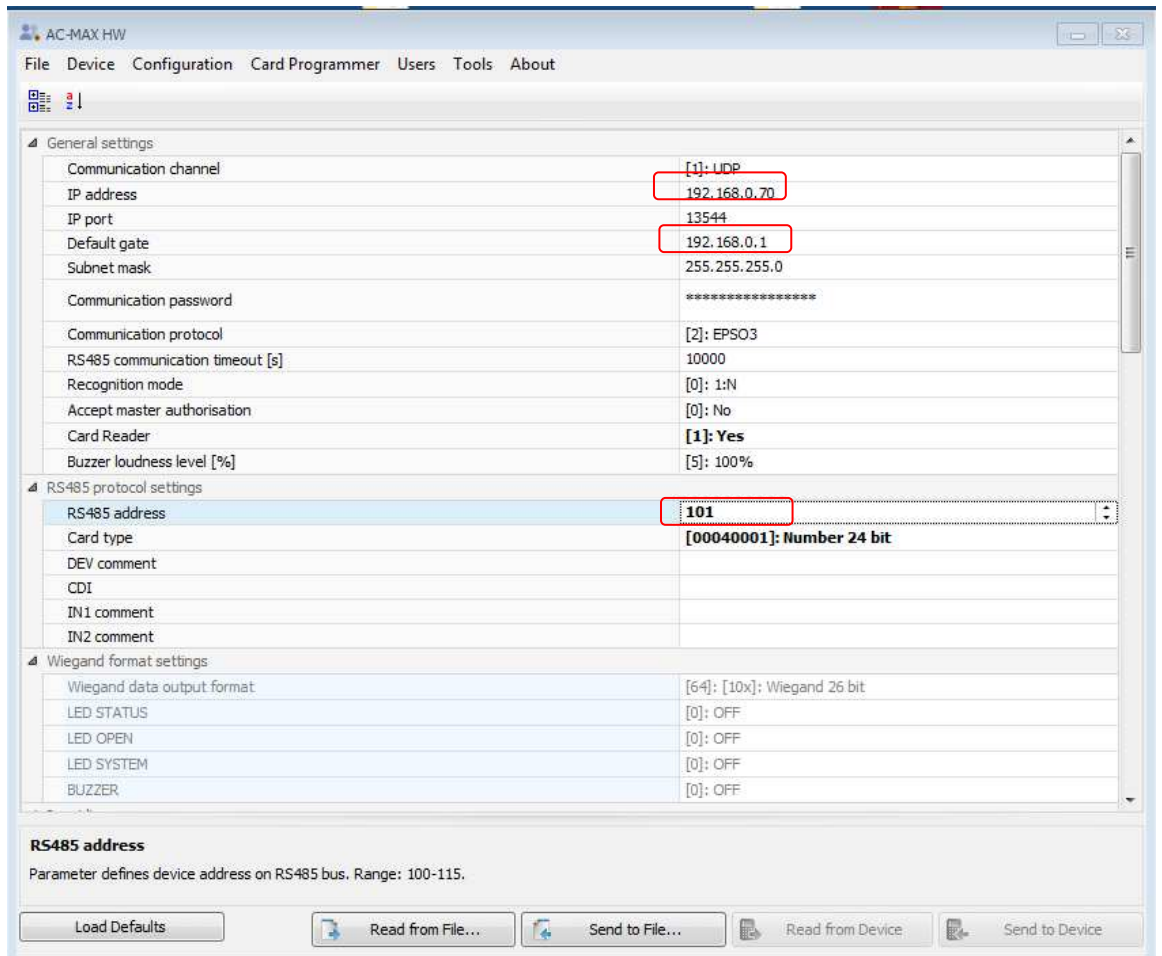 AC-MAX HW
File Device Configuration Card Programmer Users Tools About
General settings
Communication channel [1]: UDP
IP address 192.168.0.70
IP port 13544
Default gate 192.168.0.1
Subnet mask 255.255.255.0
Communication password ****************
Communication protocol [2]: EPSO3
RS485 communication timeout [s] 10000
Recognition mode [0]: 1:N
Accept master authorisation [0]: No
Card Reader [1]: Yes
Buzzer loudness level [%] [5]: 100%
RS485 protocol settings
RS485 address 101
Card type [00040001]: Number 24 bit
DEV comment
CDI
IN1 comment
IN2 comment
Wiegand format settings
Wiegand data output format [64]: [10x]: Wiegand 26 bit
LED STATUS [0]: OFF
LED OPEN [0]: OFF
LED SYSTEM [0]: OFF
BUZZER [0]: OFF
RS485 address
Parameter defines device address on RS485 bus. Range: 100-115.
Load Defaults Read from File... Send to File... Read from Device Send to Device